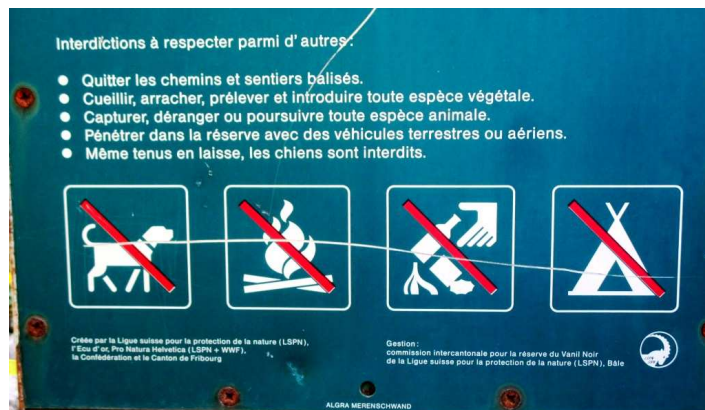 Interdictions à respecter parmi d'autres:
● Quitter les chemins et sentiers balisés.
● Cueillir, arracher, prélever et introduire toute espèce végétale.
● Capturer, déranger ou poursuivre toute espèce animale.
● Pénétrer dans la réserve avec des véhicules terrestres ou aériens.
● Même tenus en laisse, les chiens sont interdits.
Créée par la Ligue suisse pour la protection de la nature (LSPN),
l'Ecu d'or, Pro Natura Helvetica (LSPN + WWF),
la Confédération et le Canton de Fribourg
Gestion:
commission intercantonale pour la réserve du Vanil Noir
de la Ligue suisse pour la protection de la nature (LSPN), Bâle
ALGRA MERENSCHWAND